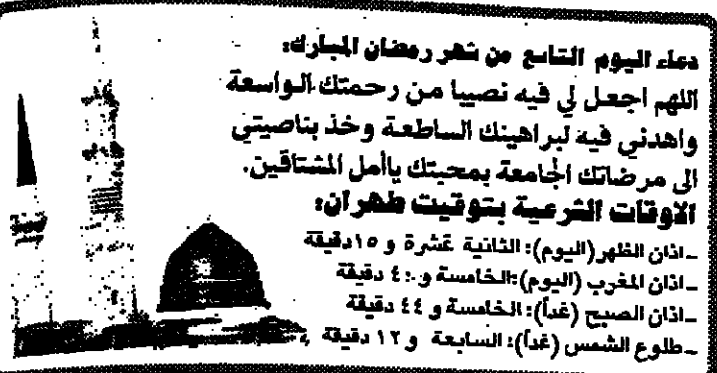 دعاء اليوم التاسع من شهر رمضان المبارك:
اللهم اجعل لي فيه نصيبا من رحمتك الواسعة
واهدني فيه لبراهينك الساطعة وخذ بناصيتي
الى مرضاتك الجامعة بمحبتك ياأمل المشتاقين.
الاوقات الشرعية بتوقيت طهران:
ـ اذان الظهر (اليوم): الثانية عشرة و ١٥ دقيقة
ـ اذان المغرب (اليوم): الخامسة و ٤٠ دقيقة
ـ اذان الصبح (غداً): الخامسة و ٤٤ دقيقة
ـ طلوع الشمس (غداً): السابعة و ١٢ دقيقة